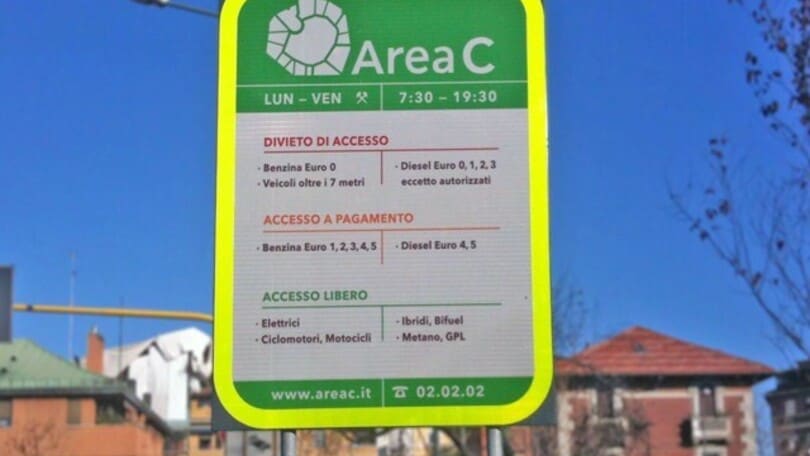 Area C
LUN – VEN ⚒ 7:30 – 19:30
DIVIETO DI ACCESSO
· Benzina Euro 0
· Veicoli oltre i 7 metri
· Diesel Euro 0, 1, 2, 3
eccetto autorizzati
ACCESSO A PAGAMENTO
· Benzina Euro 1, 2, 3, 4, 5
· Diesel Euro 4, 5
ACCESSO LIBERO
· Elettrici
· Ciclomotori, Motocicli
· Ibridi, Bifuel
· Metano, GPL
www.areac.it ☎ 02.02.02